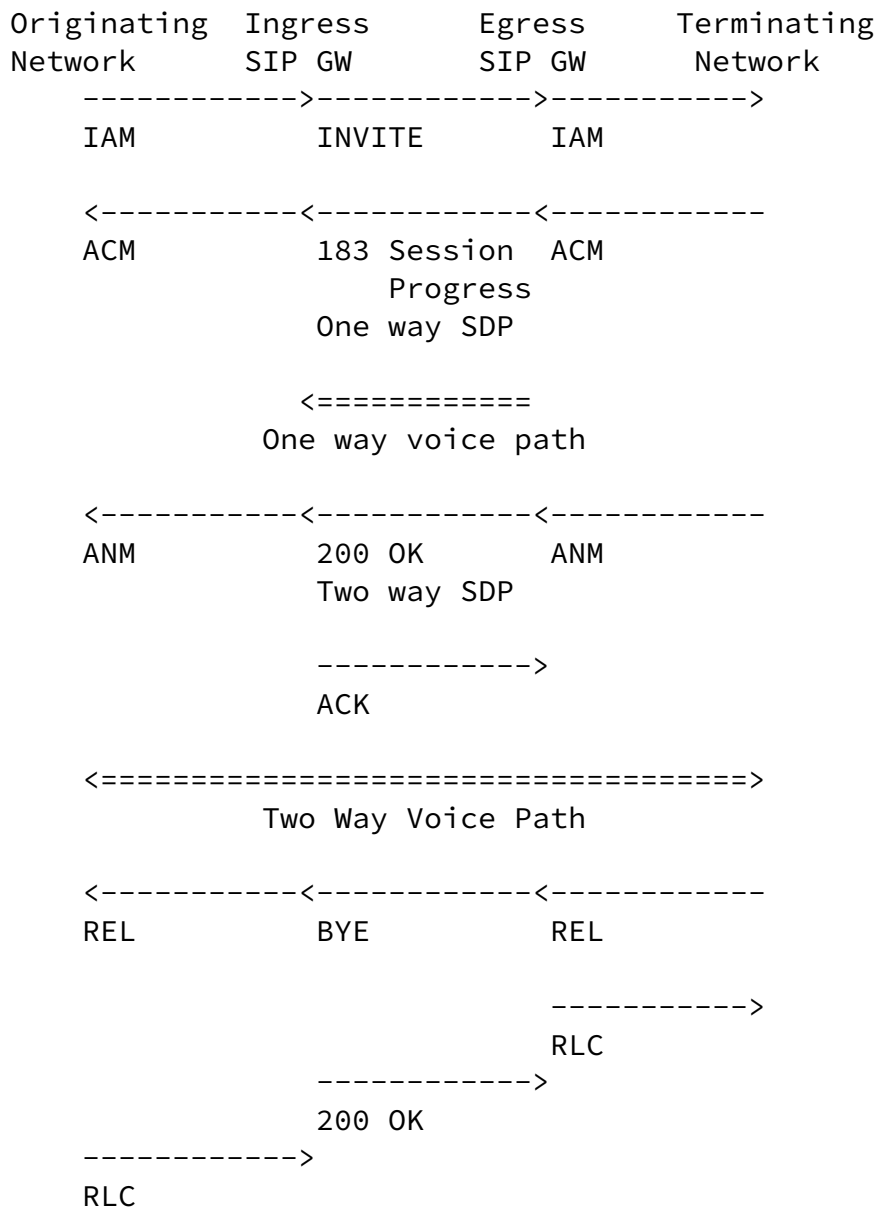 Originating Ingress Egress Terminating
Network SIP GW SIP GW Network
------------>------------>----------->
IAM INVITE IAM
<-----------<------------<------------
ACM 183 Session ACM
Progress
One way SDP
<============
One way voice path
<-----------<------------<------------
ANM 200 OK ANM
Two way SDP
------------>
ACK
<====================================>
Two Way Voice Path
<-----------<------------<------------
REL BYE REL
----------->
RLC
------------>
200 OK
------------>
RLC